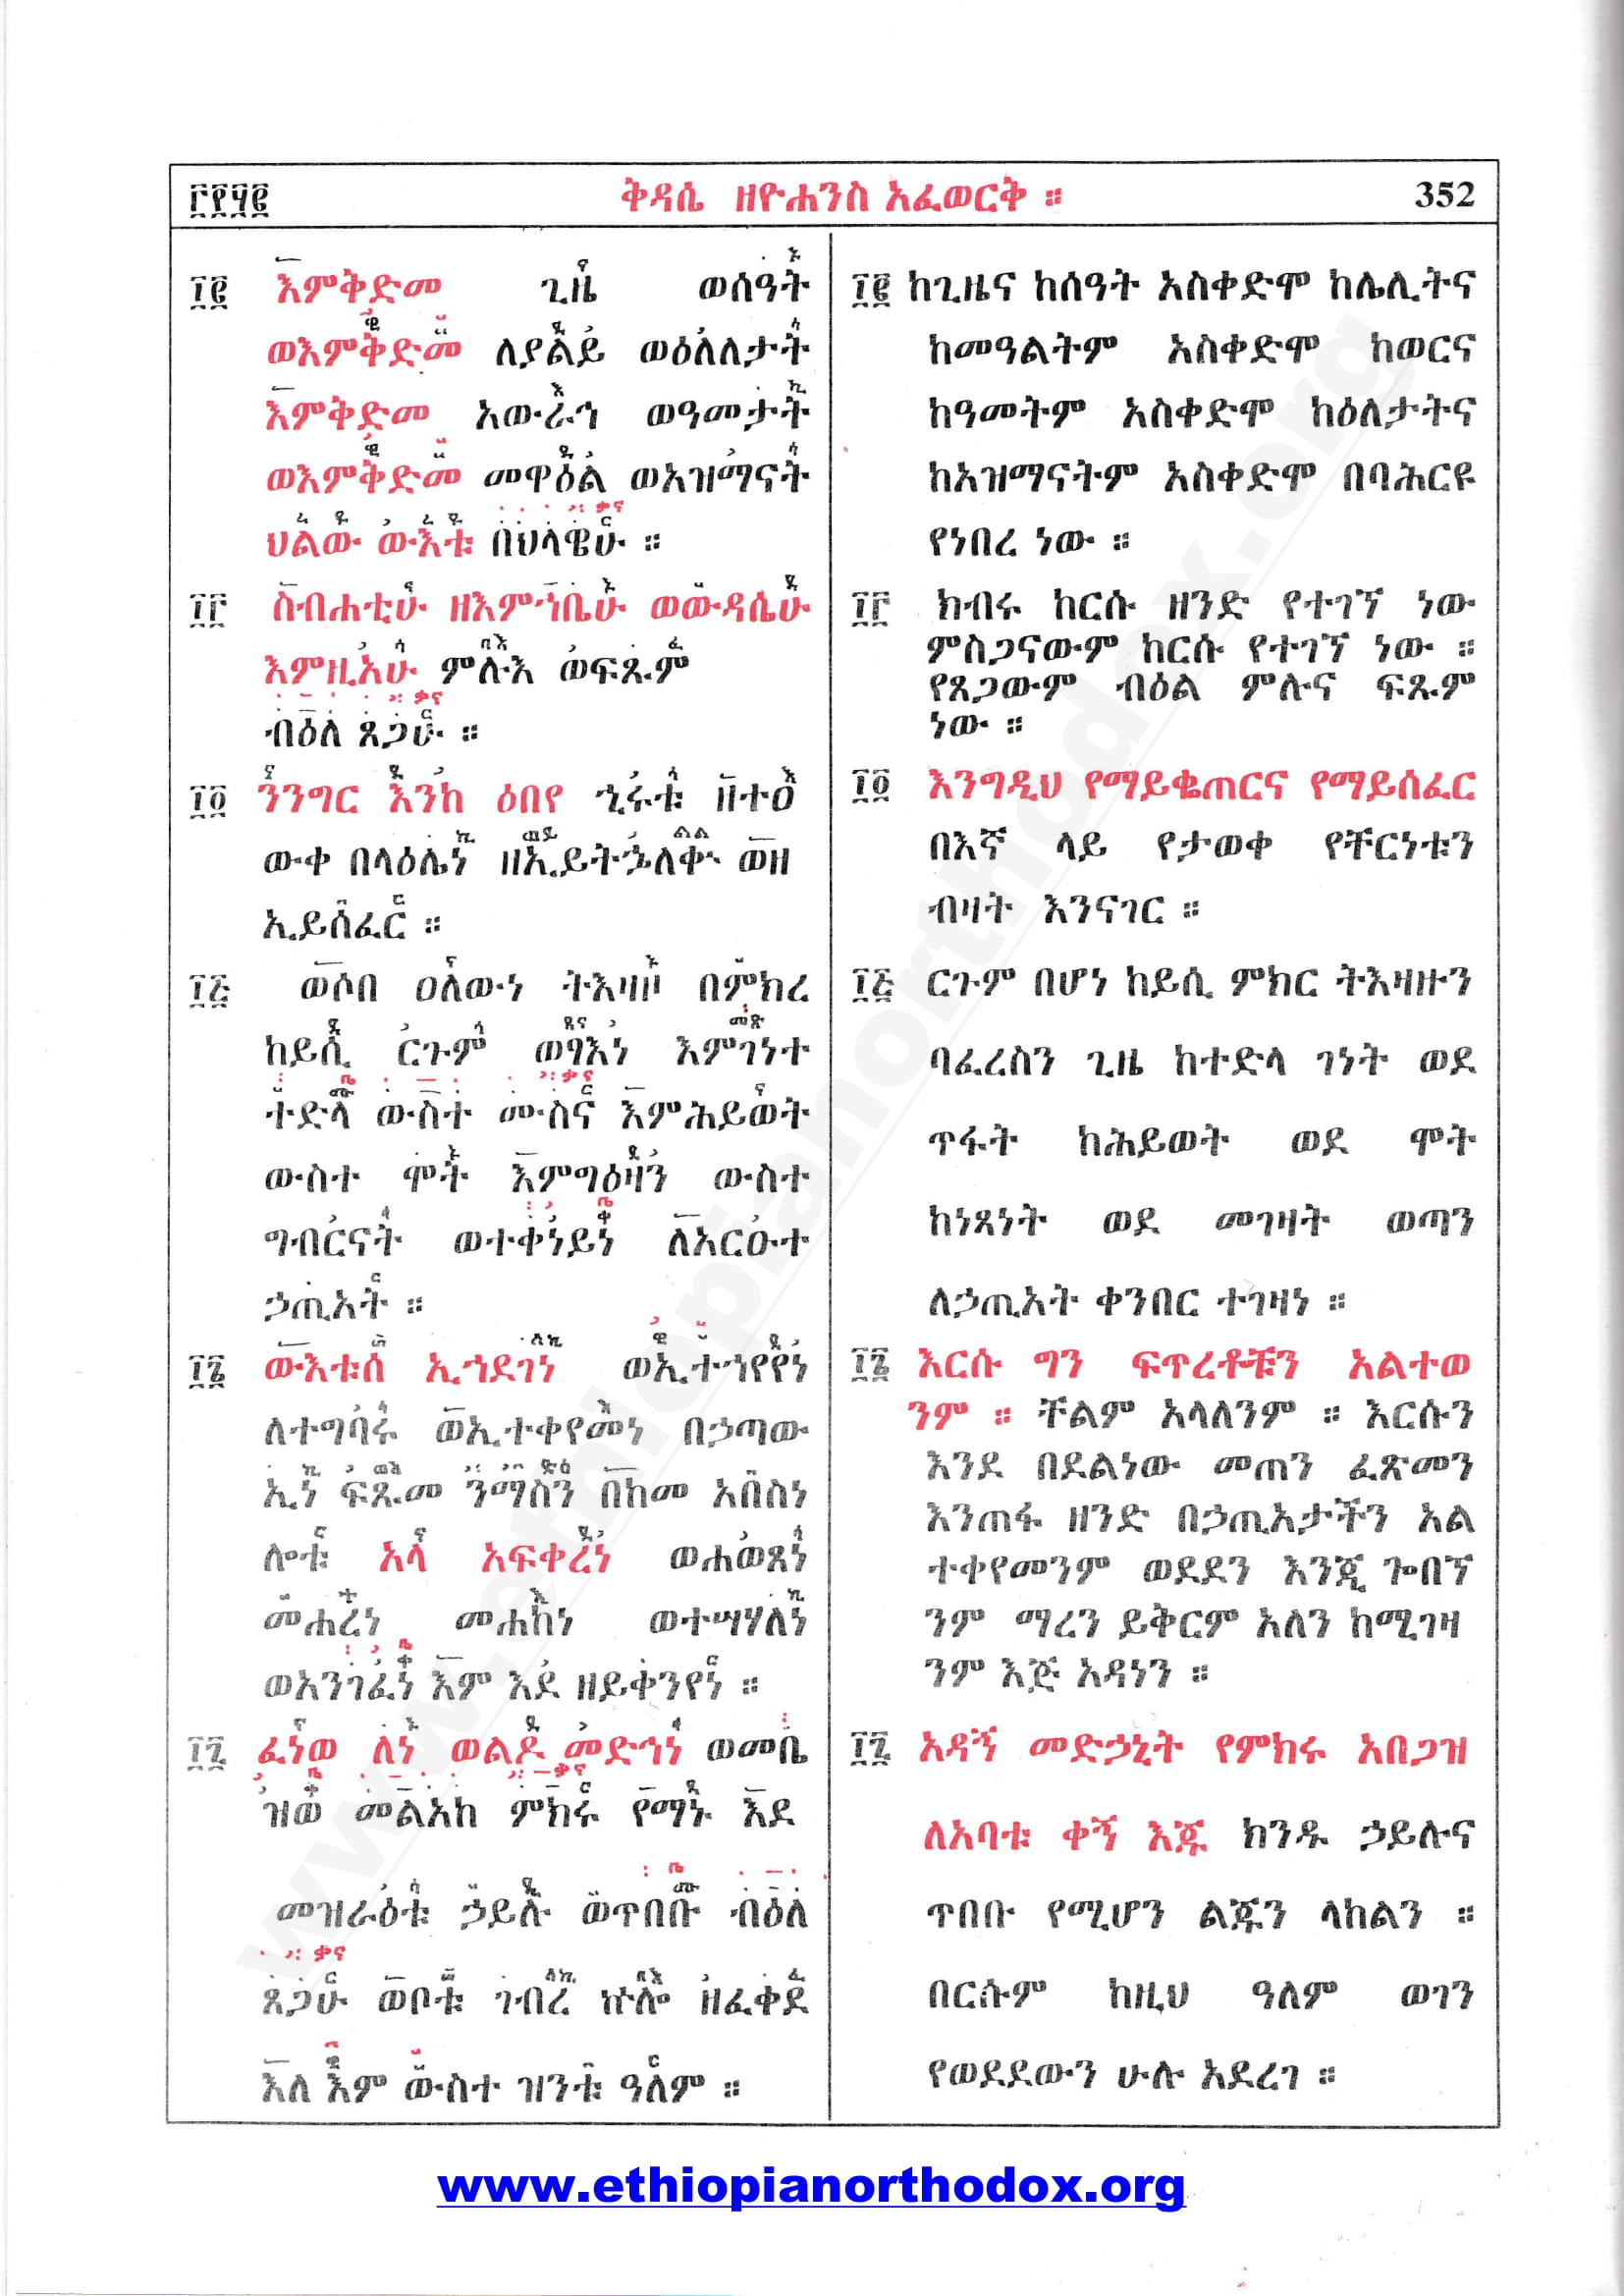 ፫፻፶፪ ቅዳሴ ዘዮሐንስ አፈወርቅ ። 352
፲፪ እምቅድመ ጊዜ ወሰዓት
ወእምቅድመ ለያልይ ወዕለለታት
እምቅድመ አውራኅ ወዓመታት
ወእምቅድመ መዋዕል ወአዝማናት
ህልው ውእቱ በህላዌሁ ።
፲፫ ስብሐቲሁ ዘእምኀቤሁ ወውዳሴሁ
እምዚአሁ ምሉእ ወፍጹም
ብዕለ ጸጋሁ ።
፲፬ ንንግር እንከ ዕበየ ኂሩቱ ዘተዐ
ውቀ በላዕሌነ ዘኢይትኃለቍ ወዘ
ኢይሰፈር ።
፲፭ ወሶበ ዐለውነ ትእዛዞ በምክረ
ከይሲ ርጉም ወፃእነ እምገነተ
ተድላ ውስተ ሙስና እምሕይወት
ውስተ ሞት እምግዕዛን ውስተ
ግብርናት ወተቀነይነ ለአርዑተ
ኃጢአት ።
፲፮ ውእቱሰ ኢኀደገነ ወኢተኀየየነ
ለተግባሩ ወኢተቀየመነ በኃጣው
ኢነ ፍጹመ ንማስን በከመ አበስነ
ሎቱ አላ አፍቀረነ ወሐወጸነ
መሐረነ መሐከነ ወተሣሃለነ
ወአንገፈነ እም እደ ዘይቀንየነ ።
፲፯ ፈነወ ለነ ወልዶ መድኅነ ወመቤ
ዝወ መልአከ ምክሩ የማኑ እደ
መዝራዕቱ ኃይሉ ወጥበቡ ብዕለ
ጸጋሁ ወቦቱ ገብረ ኵሎ ዘፈቀደ
እለ እም ውስተ ዝንቱ ዓለም ።
፲፪ ከጊዜና ከሰዓት አስቀድሞ ከሌሊትና
ከመዓልትም አስቀድሞ ከወርና
ከዓመትም አስቀድሞ ከዕለታትና
ከአዝማናትም አስቀድሞ በባሕርዩ
የነበረ ነው ።
፲፫ ክብሩ ከርሱ ዘንድ የተገኘ ነው
ምስጋናውም ከርሱ የተገኘ ነው ።
የጸጋውም ብዕል ምሉና ፍጹም
ነው ።
፲፬ እንግዲህ የማይቈጠርና የማይሰፈር
በእኛ ላይ የታወቀ የቸርነቱን
ብዛት እንናገር ።
፲፭ ርጉም በሆነ ከይሲ ምክር ትእዛዙን
ባፈረስን ጊዜ ከተድላ ገነት ወደ
ጥፋት ከሕይወት ወደ ሞት
ከነጻነት ወደ መገዛት ወጣን
ለኃጢአት ቀንበር ተገዛነ ።
፲፮ እርሱ ግን ፍጥረቶቹን አልተወ
ንም ። ቸልም አላለንም ። እርሱን
እንደ በደልነው መጠን ፈጽመን
እንጠፋ ዘንድ በኃጢአታችን አል
ተቀየመንም ወደደን እንጂ ጐበኘ
ንም ማረን ይቅርም አለን ከሚገዛ
ንም እጅ አዳነን ።
፲፯ አዳኝ መድኃኒት የምክሩ አበጋዝ
ለአባቱ ቀኝ እጁ ክንዱ ኃይሉና
ጥበቡ የሚሆን ልጁን ላከልን ።
በርሱም ከዚህ ዓለም ወገን
የወደደውን ሁሉ አደረገ ።
www.ethiopianorthodox.org